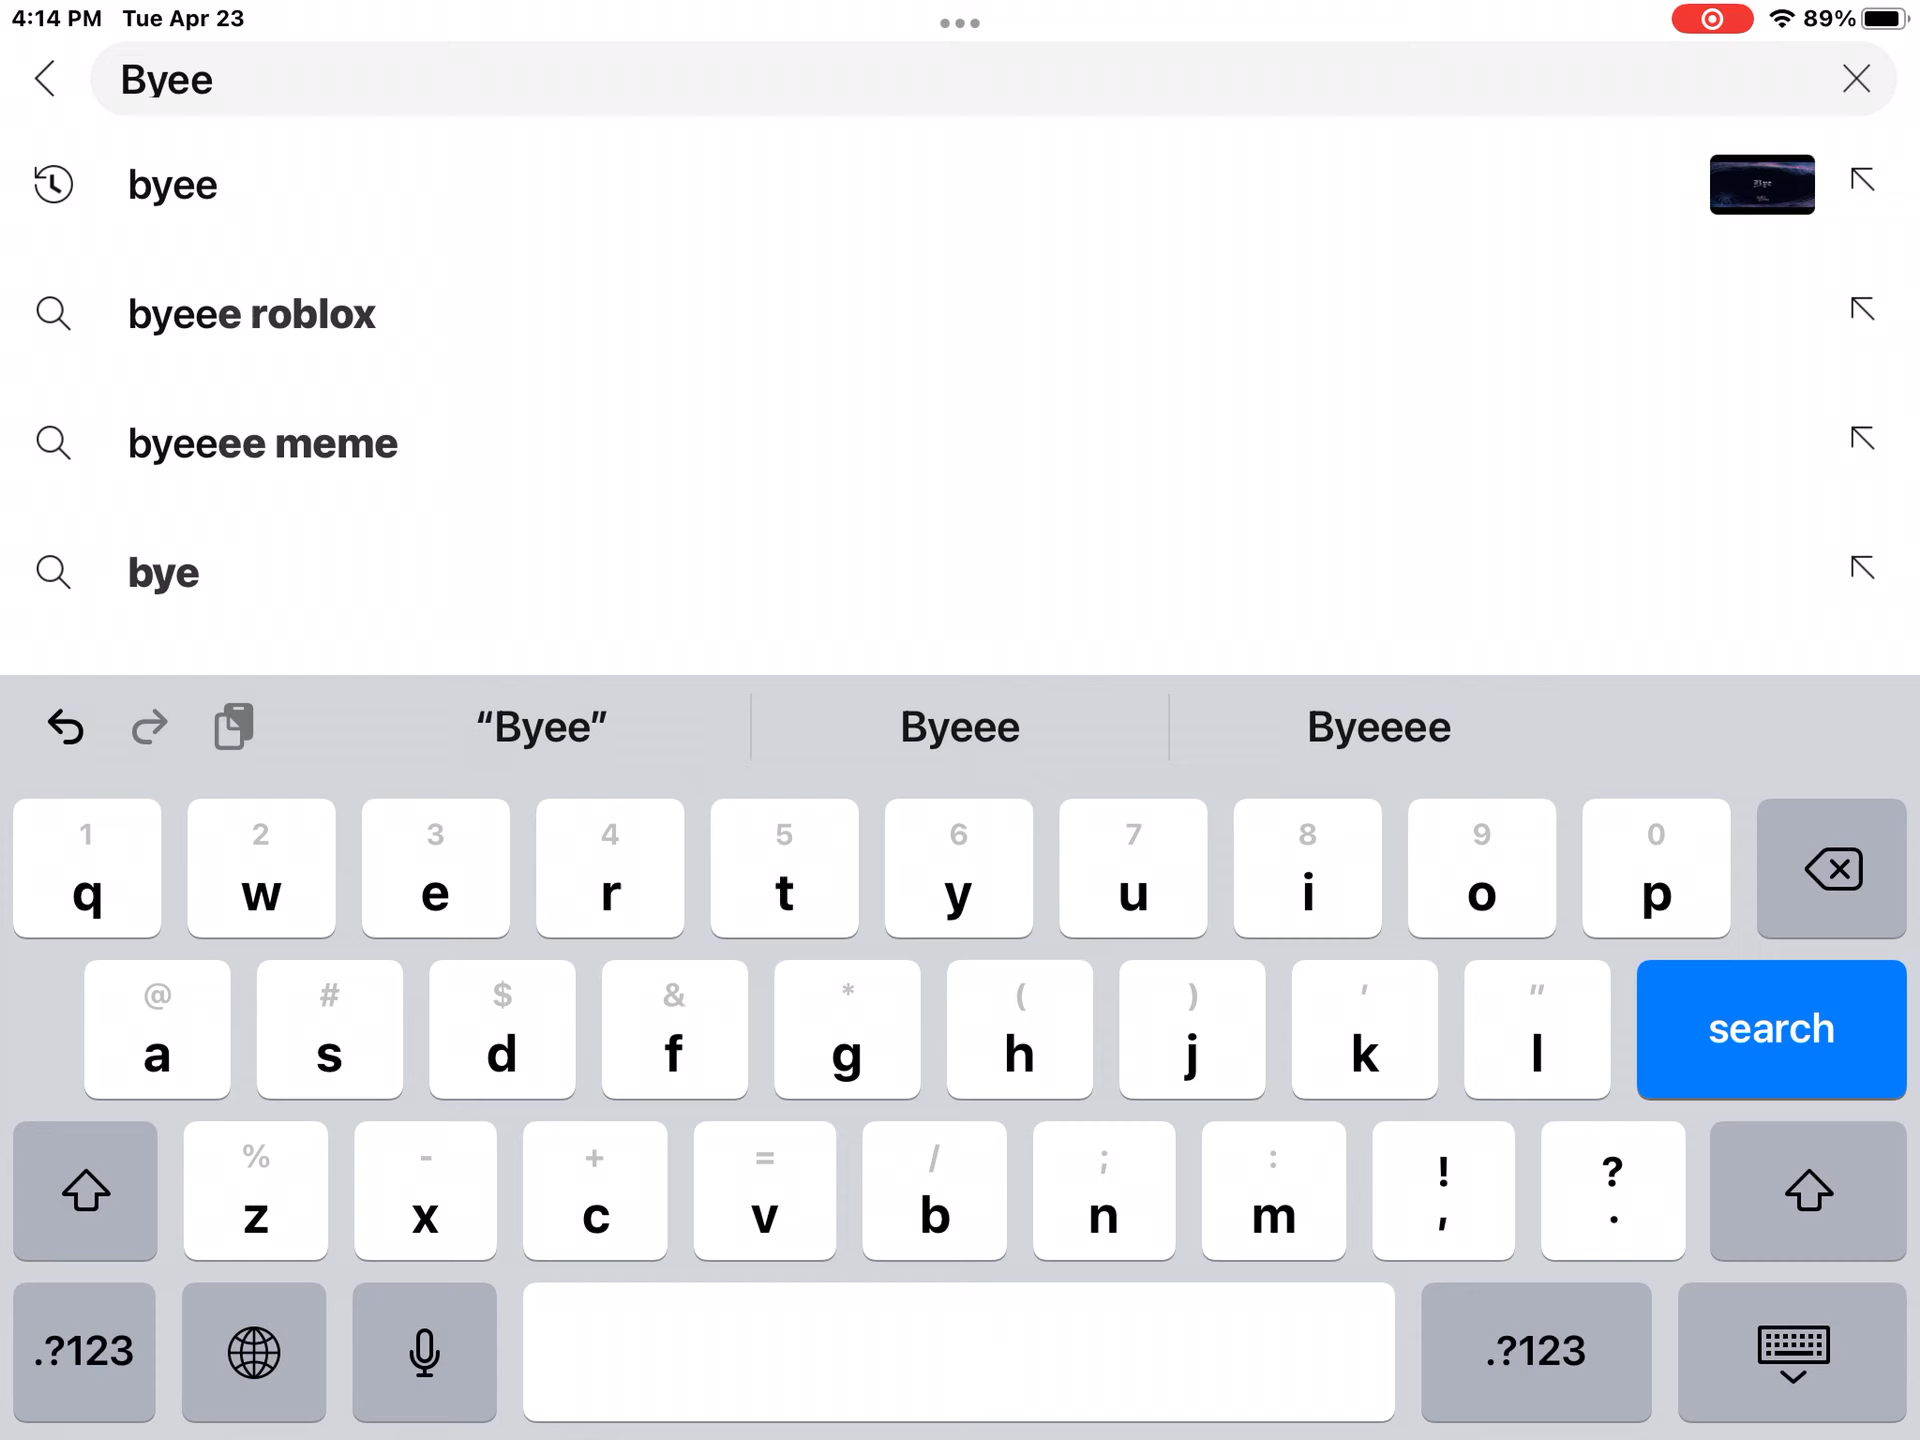 4:14 PM Tue Apr 23 89%
Byee
byee
Bye
byeee roblox
byeeee meme
bye
“Byee” Byeee Byeeee
1 2 3 4 5 6 7 8 9 0
q w e r t y u i o p
@ # $ & * ( ) ' "
a s d f g h j k l search
% - + = / ; : ! ?
z x c v b n m , .
.?123 .?123